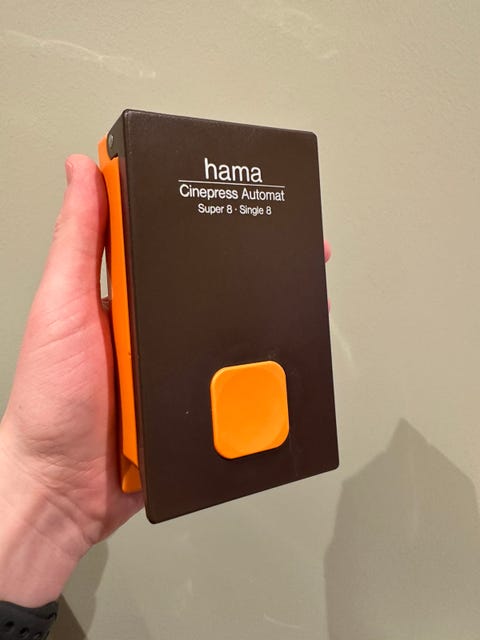 hama
Cinepress Automat
Super 8 · Single 8